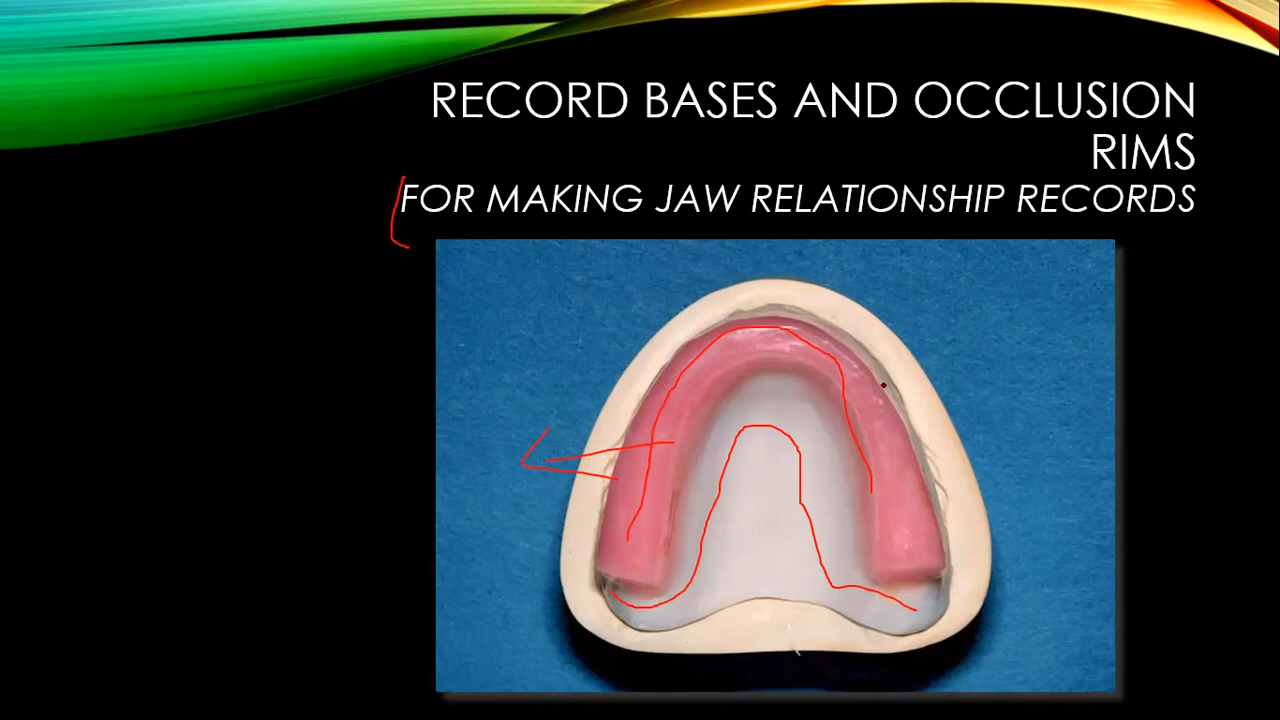 RECORD BASES AND OCCLUSION
RIMS
FOR MAKING JAW RELATIONSHIP RECORDS